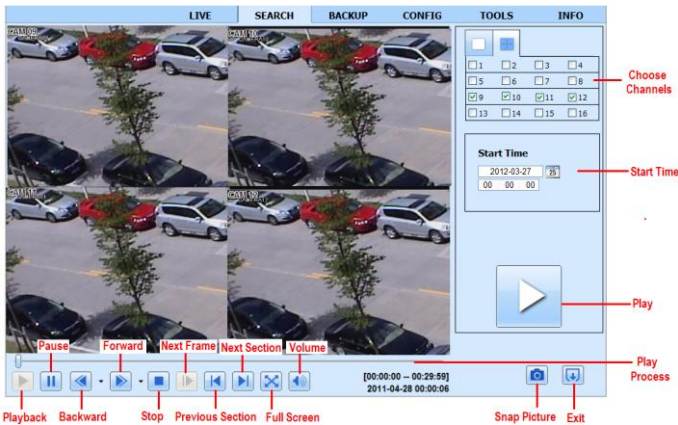 LIVE SEARCH BACKUP CONFIG TOOLS INFO
CAM 09
CAM 10
1 2 3 4
5 6 7 8
9 10 11 12
13 14 15 16
Choose
Channels
Start Time
2012-03-27 25
00 00 00
Start Time
CAM 11
CAM 12
Play
Pause Forward Next Frame Next Section Volume
Play
Process
[00:00:00 -- 00:29:59]
2011-04-28 00:00:06
Playback Backward Stop Previous Section Full Screen Snap Picture Exit